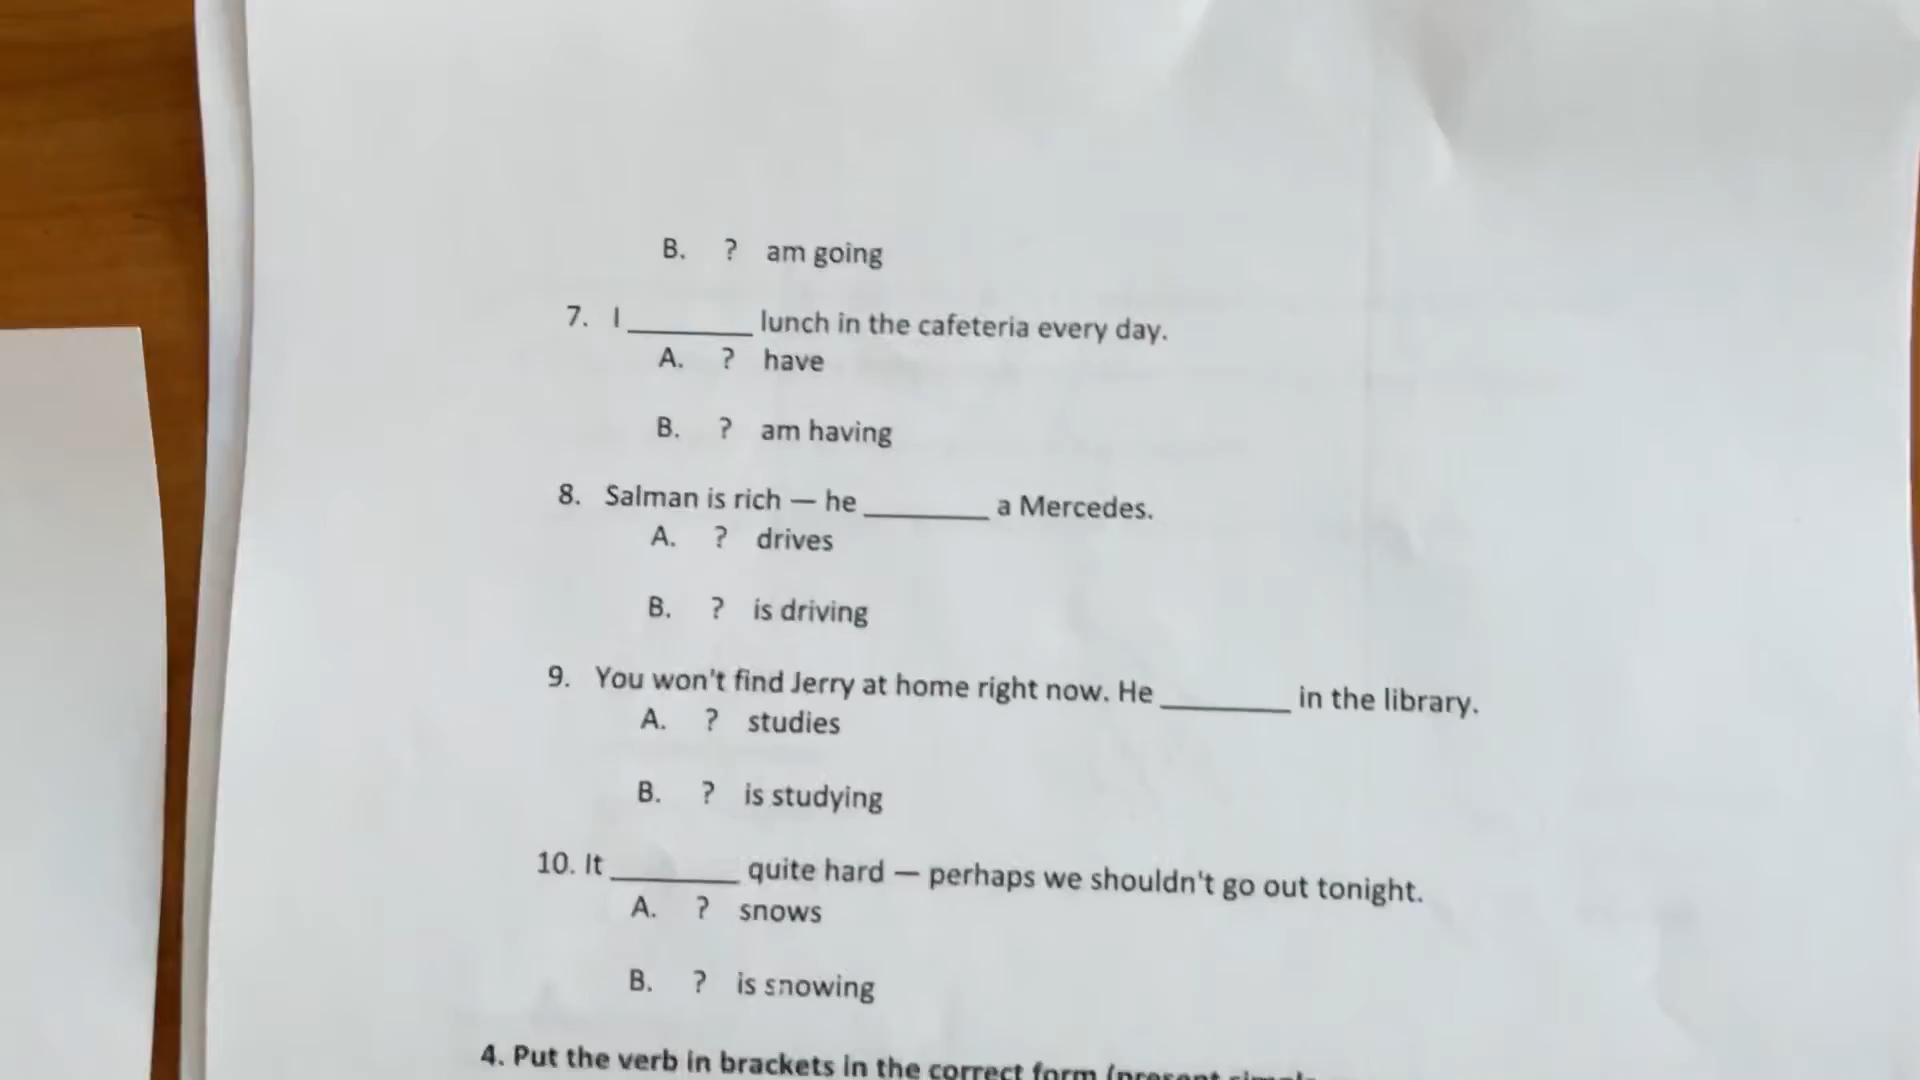 B. ? am going
7. I ________ lunch in the cafeteria every day.
A. ? have
B. ? am having
8. Salman is rich — he ________ a Mercedes.
A. ? drives
B. ? is driving
9. You won't find Jerry at home right now. He ________ in the library.
A. ? studies
B. ? is studying
10. It ________ quite hard — perhaps we shouldn't go out tonight.
A. ? snows
B. ? is snowing
4. Put the verb in brackets in the correct form (present simple